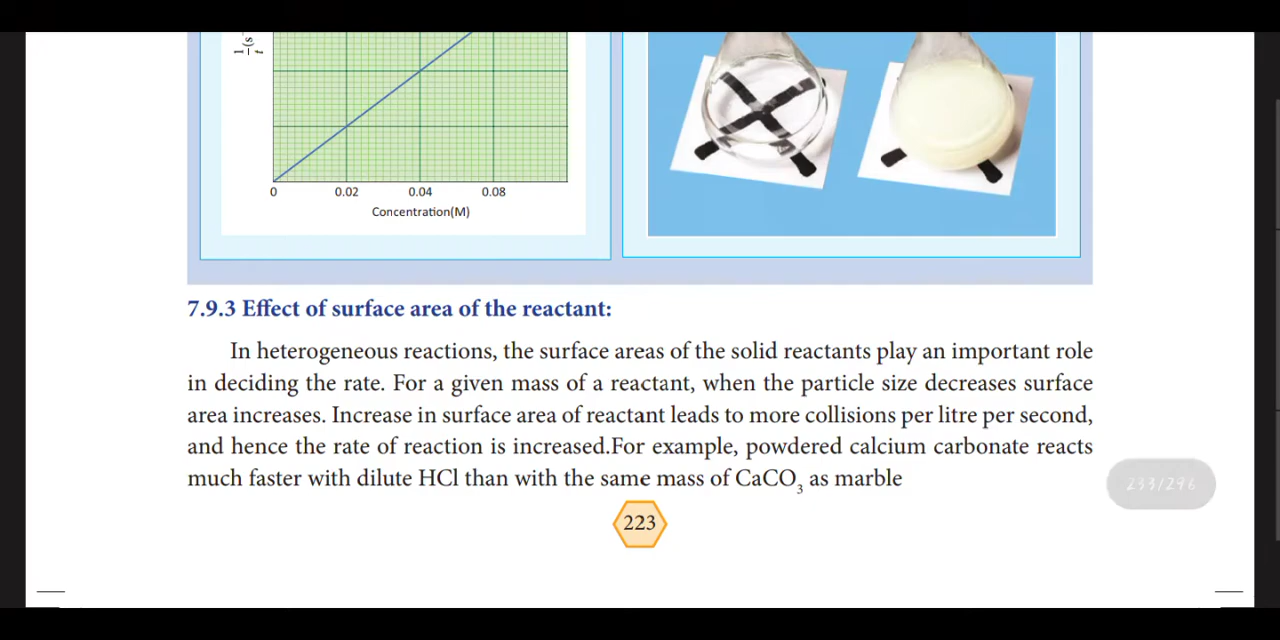 1/t (s
0 0.02 0.04 0.08
Concentration(M)
7.9.3 Effect of surface area of the reactant:
In heterogeneous reactions, the surface areas of the solid reactants play an important role
in deciding the rate. For a given mass of a reactant, when the particle size decreases surface
area increases. Increase in surface area of reactant leads to more collisions per litre per second,
and hence the rate of reaction is increased.For example, powdered calcium carbonate reacts
much faster with dilute HCl than with the same mass of CaCO₃ as marble
233/296
223